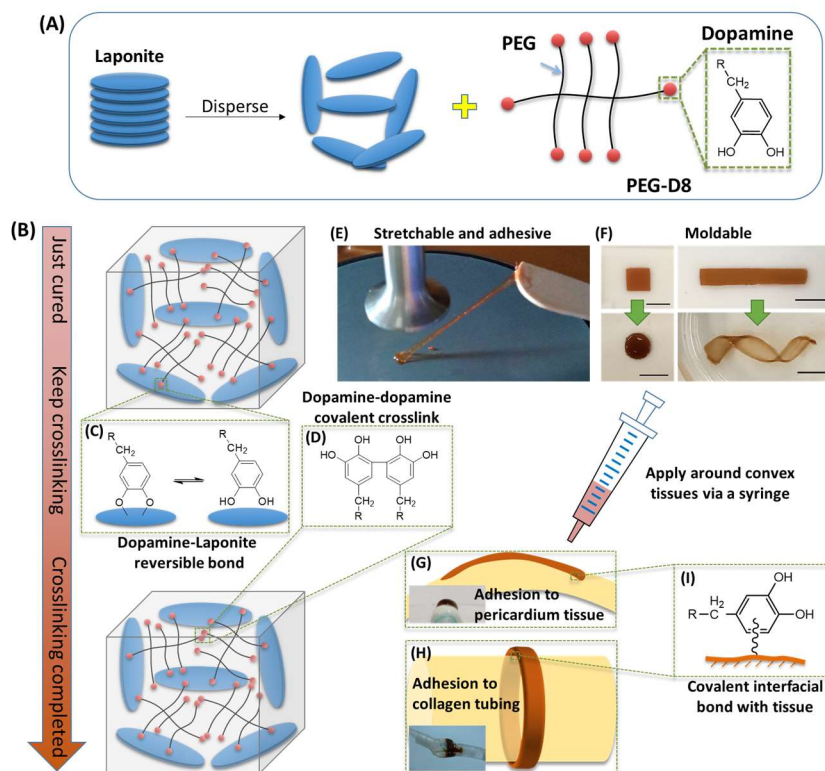 (A)
Laponite
Disperse
PEG
PEG-D8
Dopamine
R
CH2
HO
OH
(B)
Just cured
Keep crosslinking
Crosslinking completed
(E)
Stretchable and adhesive
(F)
Moldable
(C)
R
CH2
O
O
R
CH2
HO
OH
Dopamine-Laponite
reversible bond
Dopamine-dopamine
covalent crosslink
(D)
OH
OH
HO
OH
CH2
CH2
R
R
Apply around convex
tissues via a syringe
(G)
Adhesion to
pericardium tissue
(H)
Adhesion to
collagen tubing
(I)
OH
H2
R-C
OH
Covalent interfacial
bond with tissue